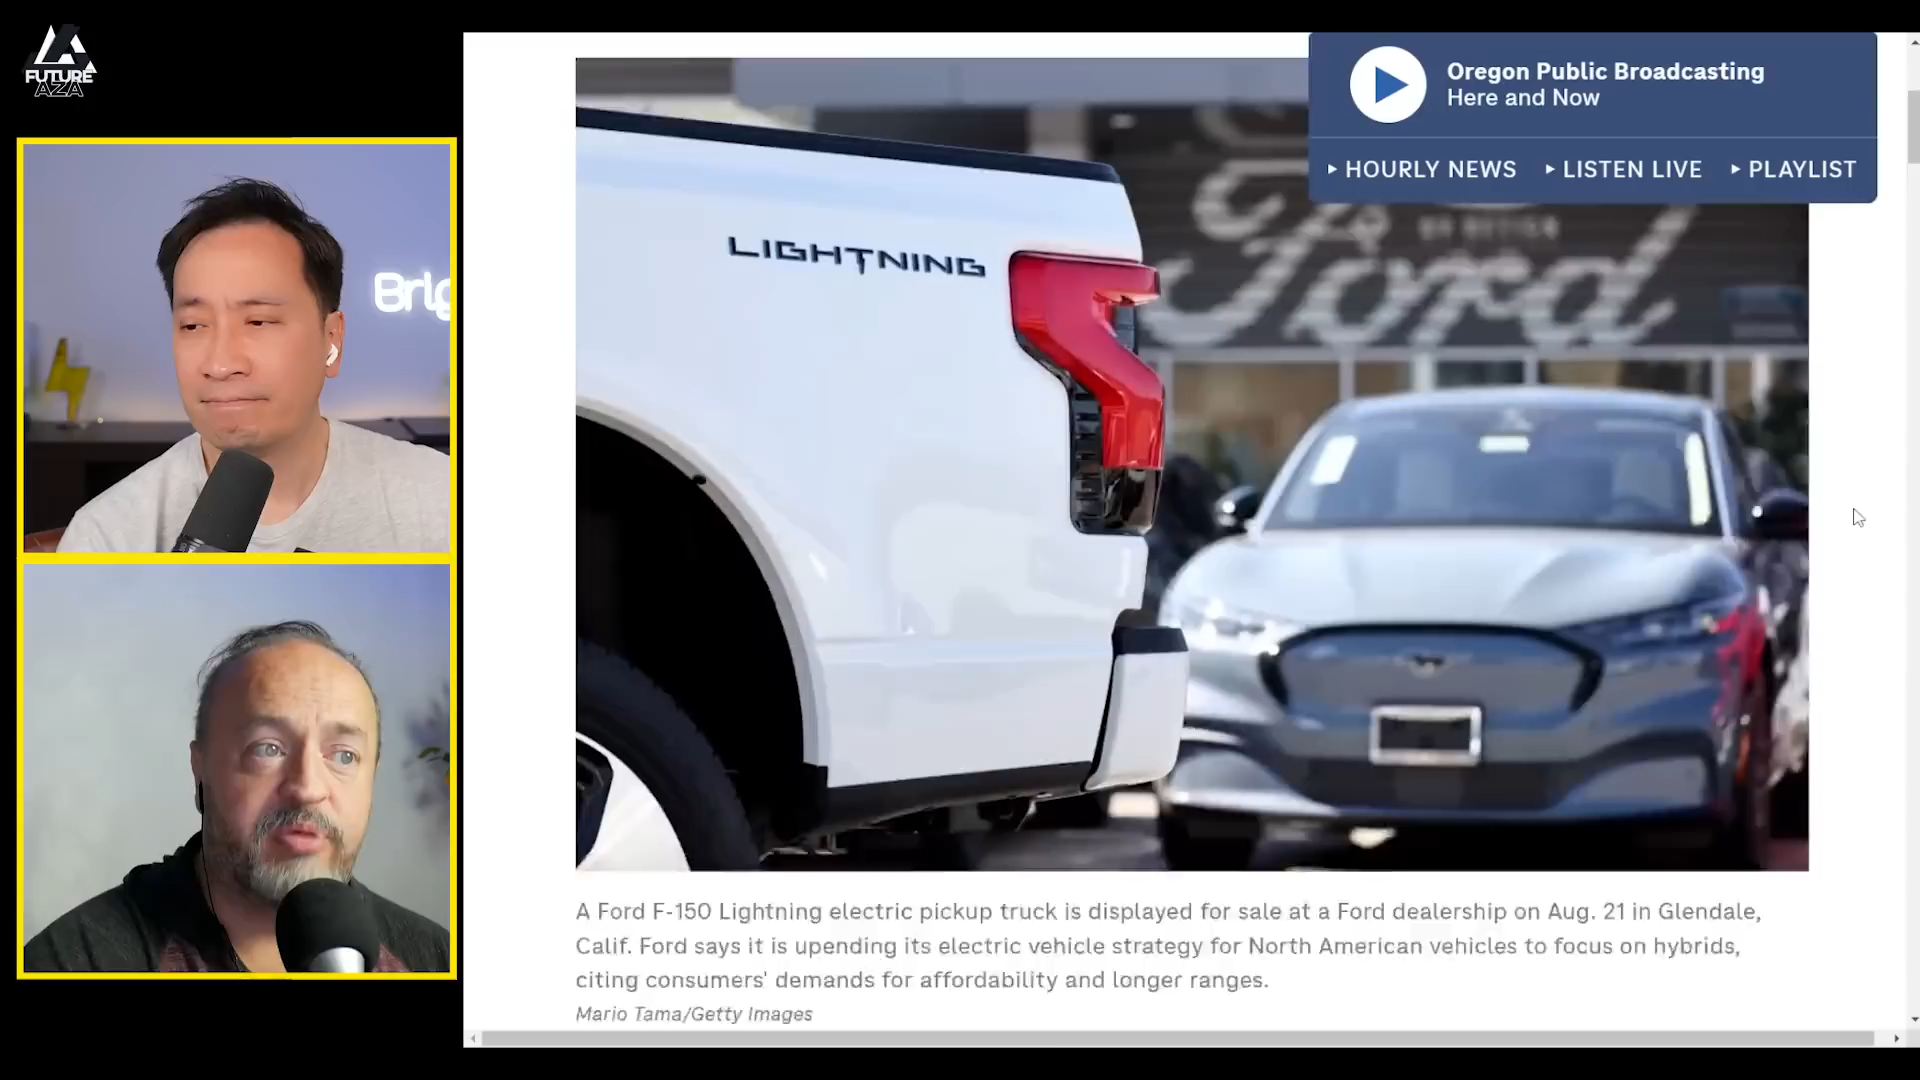 FUTURE
AZA
Brig
Oregon Public Broadcasting
Here and Now
HOURLY NEWS
LISTEN LIVE
PLAYLIST
LIGHTNING
Ford
A Ford F-150 Lightning electric pickup truck is displayed for sale at a Ford dealership on Aug. 21 in Glendale,
Calif. Ford says it is upending its electric vehicle strategy for North American vehicles to focus on hybrids,
citing consumers' demands for affordability and longer ranges.
Mario Tama/Getty Images